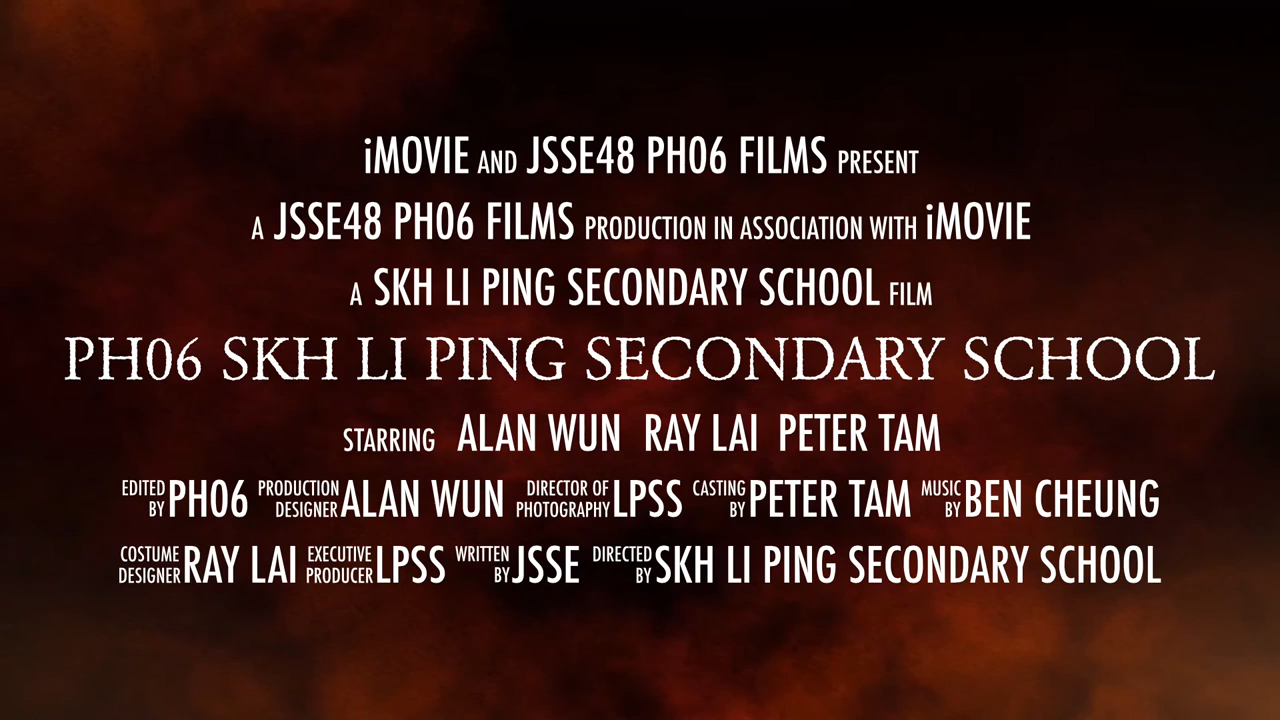 iMOVIE AND JSSE48 PH06 FILMS PRESENT
A JSSE48 PH06 FILMS PRODUCTION IN ASSOCIATION WITH iMOVIE
A SKH LI PING SECONDARY SCHOOL FILM
PH06 SKH LI PING SECONDARY SCHOOL
STARRING ALAN WUN RAY LAI PETER TAM
EDITED BY PH06 PRODUCTION DESIGNER ALAN WUN DIRECTOR OF PHOTOGRAPHY LPSS CASTING BY PETER TAM MUSIC BY BEN CHEUNG
COSTUME DESIGNER RAY LAI EXECUTIVE PRODUCER LPSS WRITTEN BY JSSE DIRECTED BY SKH LI PING SECONDARY SCHOOL